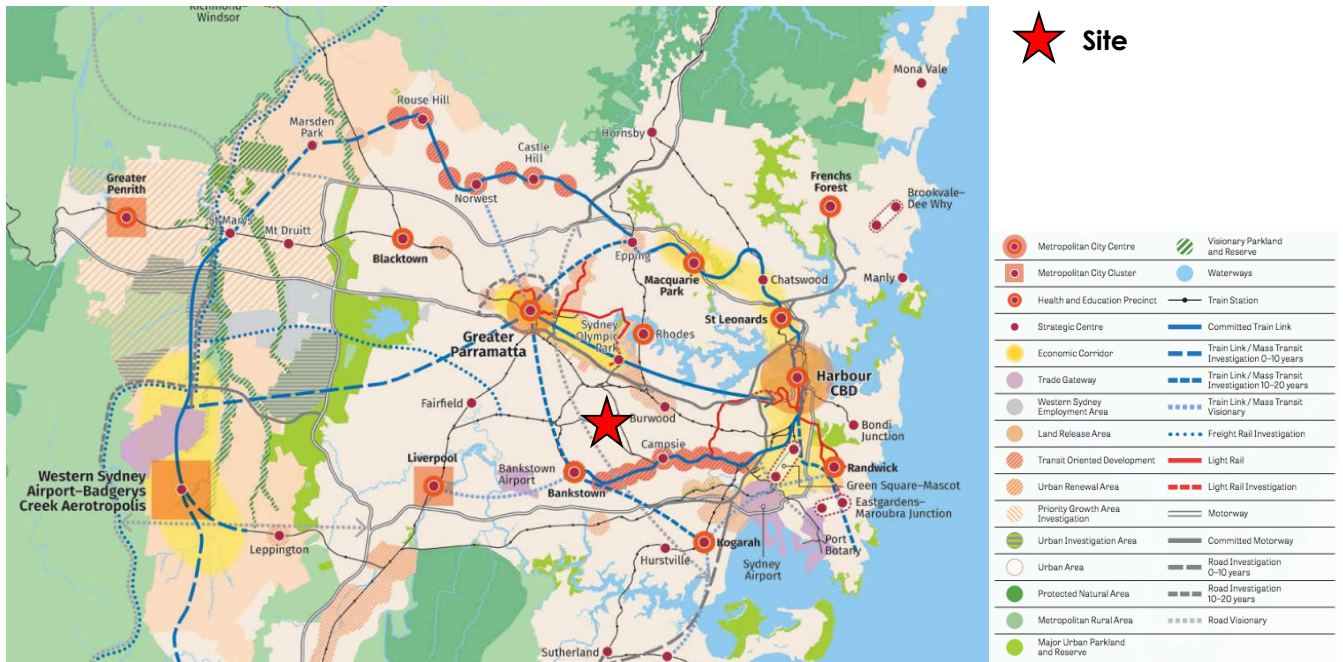 Richmond–
Windsor
Site
Mona Vale
Rouse Hill
Marsden
Park
Hornsby
Castle
Hill
Greater
Penrith
Norwest
Frenchs
Forest
Brookvale–
Dee Why
St Marys
Mt Druitt
Blacktown
Epping
Macquarie
Park
Chatswood
Manly
St Leonards
Greater
Parramatta
Sydney
Olympic
Park
Rhodes
Harbour
CBD
Fairfield
Burwood
Bondi
Junction
Campsie
Liverpool
Bankstown
Airport
Bankstown
Randwick
Green Square–Mascot
Eastgardens–
Maroubra Junction
Western Sydney
Airport–Badgerys
Creek Aerotropolis
Leppington
Kogarah
Hurstville
Sydney
Airport
Port
Botany
Sutherland
Metropolitan City Centre
Visionary Parkland
and Reserve
Metropolitan City Cluster
Waterways
Health and Education Precinct
Train Station
Strategic Centre
Committed Train Link
Economic Corridor
Train Link / Mass Transit
Investigation 0–10 years
Trade Gateway
Train Link / Mass Transit
Investigation 10–20 years
Western Sydney
Employment Area
Train Link / Mass Transit
Visionary
Land Release Area
Freight Rail Investigation
Transit Oriented Development
Light Rail
Urban Renewal Area
Light Rail Investigation
Priority Growth Area
Investigation
Motorway
Urban Investigation Area
Committed Motorway
Urban Area
Road Investigation
0–10 years
Protected Natural Area
Road Investigation
10–20 years
Metropolitan Rural Area
Road Visionary
Major Urban Parkland
and Reserve